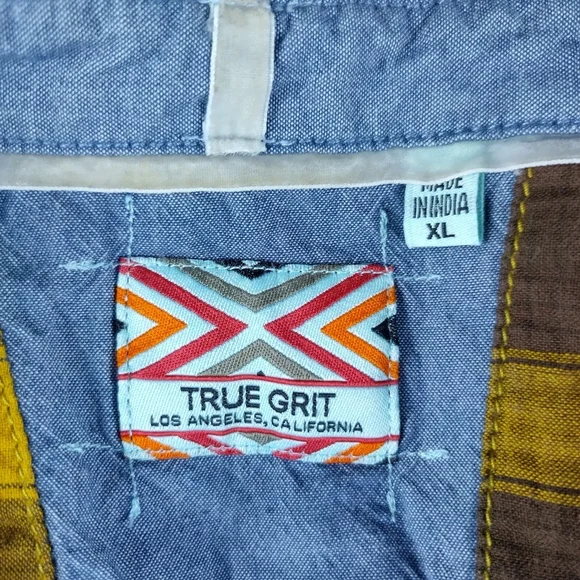 MADE
IN INDIA
XL
TRUE GRIT
LOS ANGELES, CALIFORNIA